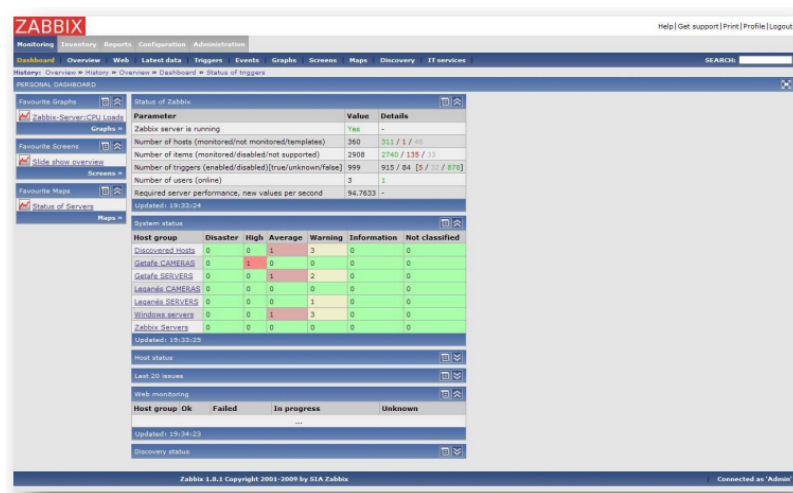 ZABBIX
Help|Get support|Print|Profile|Logout
Monitoring Inventory Reports Configuration Administration
Dashboard Overview Web Latest data Triggers Events Graphs Screens Maps Discovery IT services SEARCH:
History: Overview » History » Overview » Dashboard » Status of triggers
PERSONAL DASHBOARD
Favourite Graphs
Zabbix-Server:CPU Loads
Graphs »
Favourite Screens
Slide show overview
Screens »
Favourite Maps
Status of Servers
Maps »
Status of Zabbix
Parameter Value Details
Zabbix server is running Yes -
Number of hosts (monitored/not monitored/templates) 360 311 / 1 / 48
Number of items (monitored/disabled/not supported) 2908 2740 / 135 / 33
Number of triggers (enabled/disabled)[true/unknown/false] 999 915 / 84 [5 / 32 / 878]
Number of users (online) 3 1
Required server performance, new values per second 94.7633 -
Updated: 19:33:24
System status
Host group Disaster High Average Warning Information Not classified
Discovered Hosts 0 0 1 3 0 0
Getafe CAMERAS 0 1 0 0 0 0
Getafe SERVERS 0 0 1 2 0 0
Leganés CAMERAS 0 0 0 0 0 0
Leganés SERVERS 0 0 0 1 0 0
Windows servers 0 0 1 3 0 0
Zabbix Servers 0 0 0 0 0 0
Updated: 19:33:25
Host status
Last 20 issues
Web monitoring
Host group Ok Failed In progress Unknown
...
Updated: 19:34:23
Discovery status
Zabbix 1.8.1 Copyright 2001-2009 by SIA Zabbix
Connected as 'Admin'